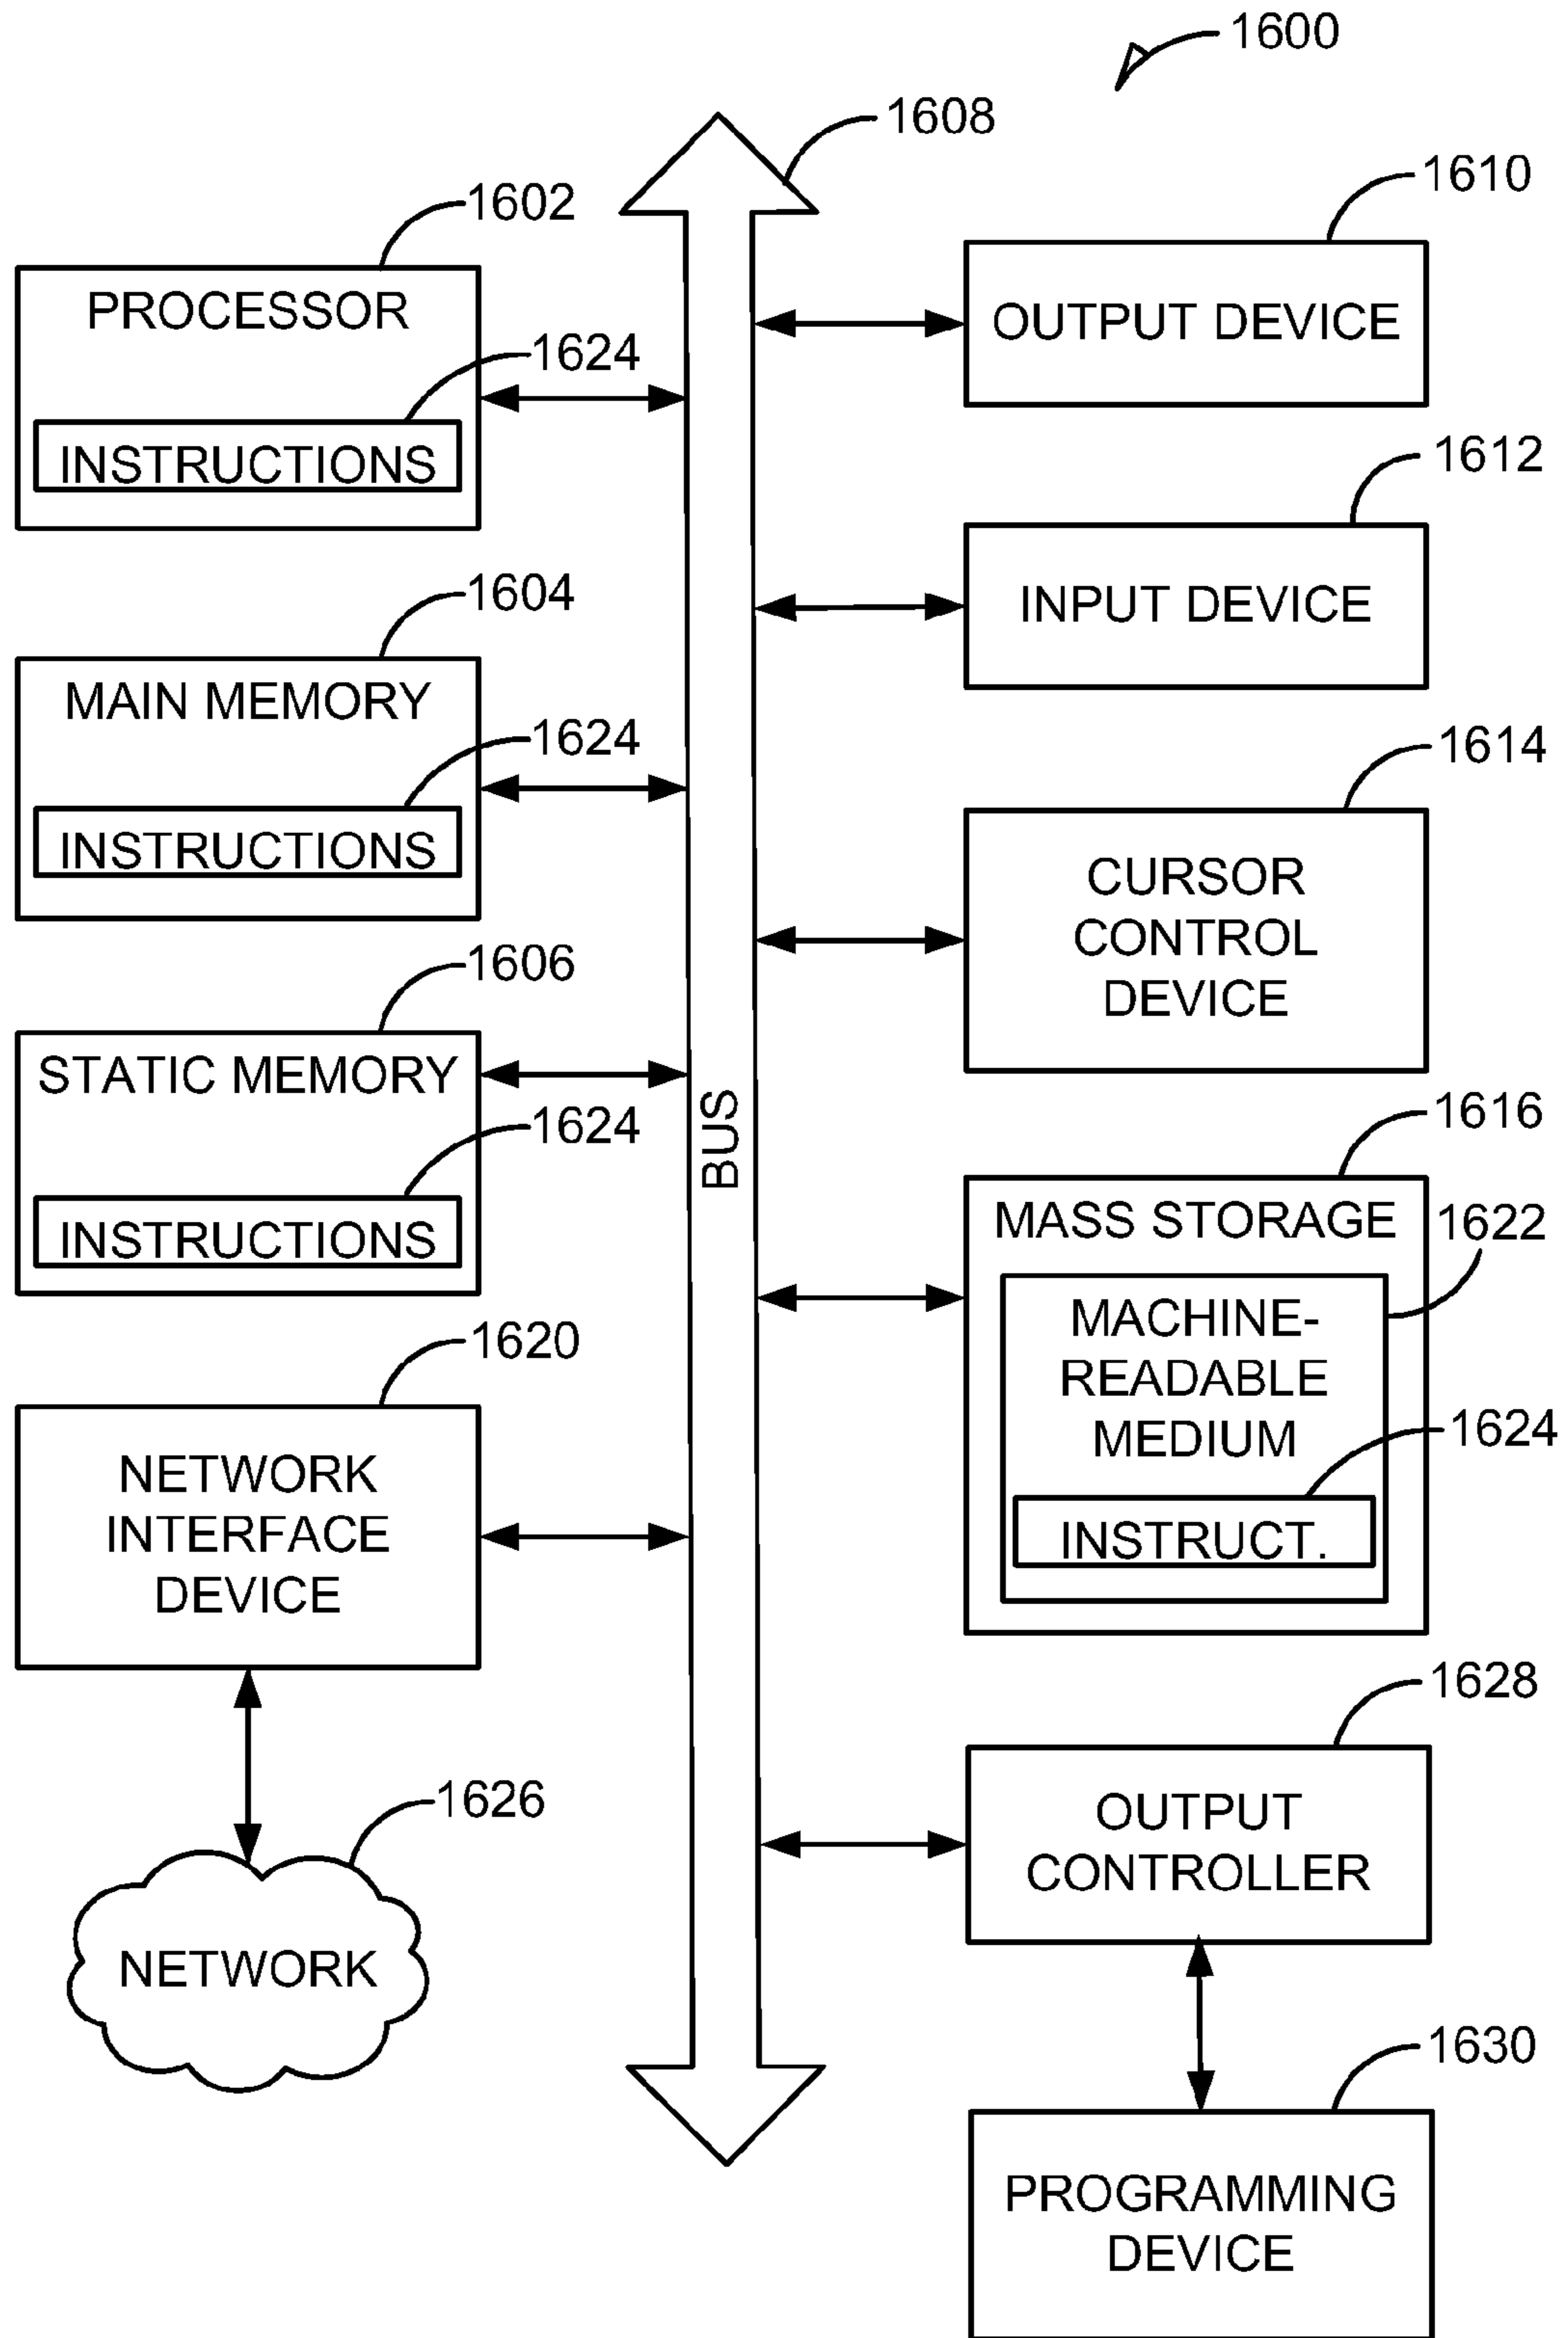 1600
1608
1602
PROCESSOR
1624
INSTRUCTIONS
1604
MAIN MEMORY
1624
INSTRUCTIONS
1606
STATIC MEMORY
1624
INSTRUCTIONS
1620
NETWORK
INTERFACE
DEVICE
1626
NETWORK
BUS
1610
OUTPUT DEVICE
1612
INPUT DEVICE
1614
CURSOR
CONTROL
DEVICE
1616
MASS STORAGE
1622
MACHINE-
READABLE
MEDIUM
1624
INSTRUCT.
1628
OUTPUT
CONTROLLER
1630
PROGRAMMING
DEVICE